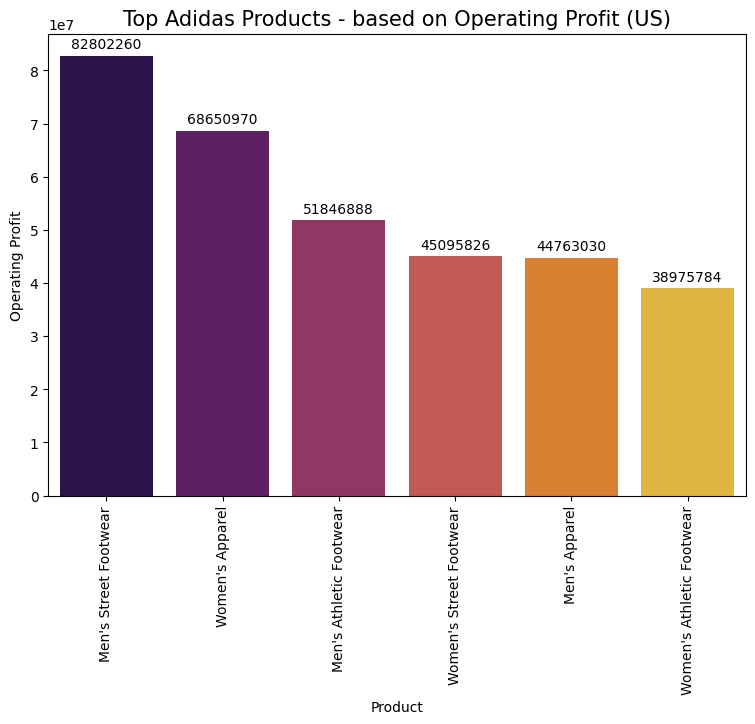 Top Adidas Products - based on Operating Profit (US)
1e7
82802260
68650970
51846888
45095826
44763030
38975784
8
7
6
5
4
3
2
1
0
Operating Profit
Men's Street Footwear
Women's Apparel
Men's Athletic Footwear
Women's Street Footwear
Men's Apparel
Women's Athletic Footwear
Product